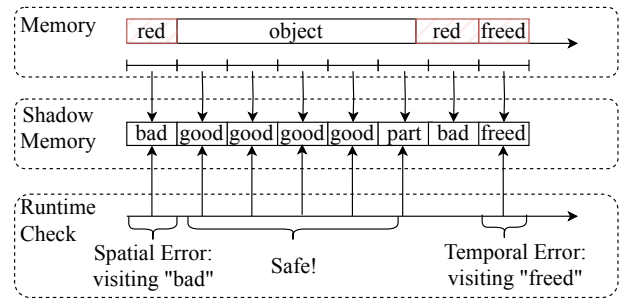 Memory
red object red freed
Shadow
Memory
bad good good good good part bad freed
Runtime
Check
Spatial Error:
visiting "bad"
Safe!
Temporal Error:
visiting "freed"